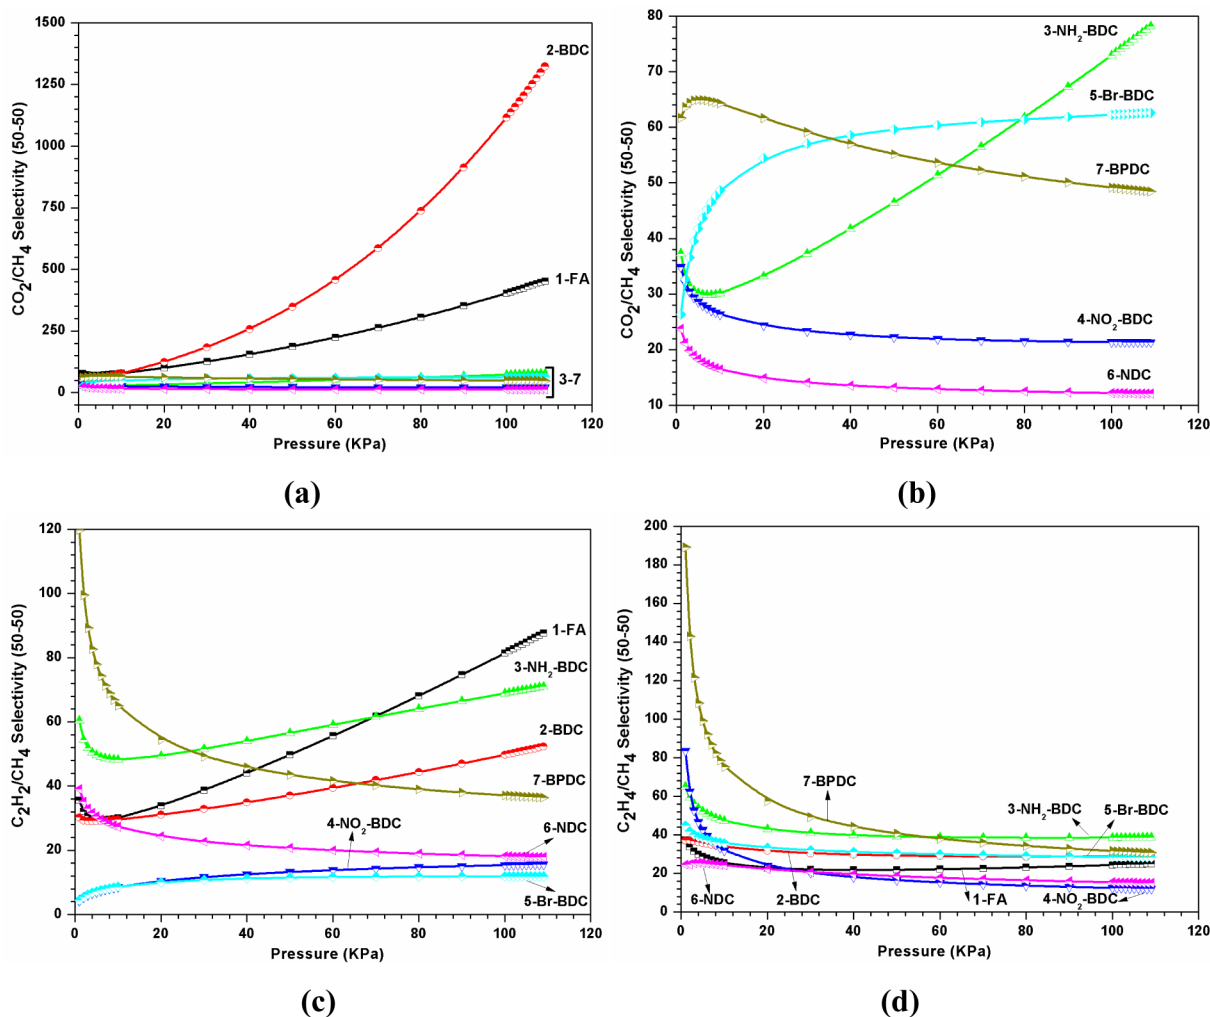 1500
1250
1000
750
500
250
0
CO2/CH4 Selectivity (50-50)
2-BDC
1-FA
3-7
0 20 40 60 80 100 120
Pressure (KPa)
(a)
80
70
60
50
40
30
20
10
CO2/CH4 Selectivity (50-50)
3-NH2-BDC
5-Br-BDC
7-BPDC
4-NO2-BDC
6-NDC
0 20 40 60 80 100 120
Pressure (KPa)
(b)
120
100
80
60
40
20
0
C2H2/CH4 Selectivity (50-50)
1-FA
3-NH2-BDC
2-BDC
7-BPDC
4-NO2-BDC
6-NDC
5-Br-BDC
0 20 40 60 80 100 120
Pressure (KPa)
(c)
200
180
160
140
120
100
80
60
40
20
0
C2H4/CH4 Selectivity (50-50)
7-BPDC
3-NH2-BDC
5-Br-BDC
6-NDC
2-BDC
1-FA
4-NO2-BDC
0 20 40 60 80 100 120
Pressure (KPa)
(d)